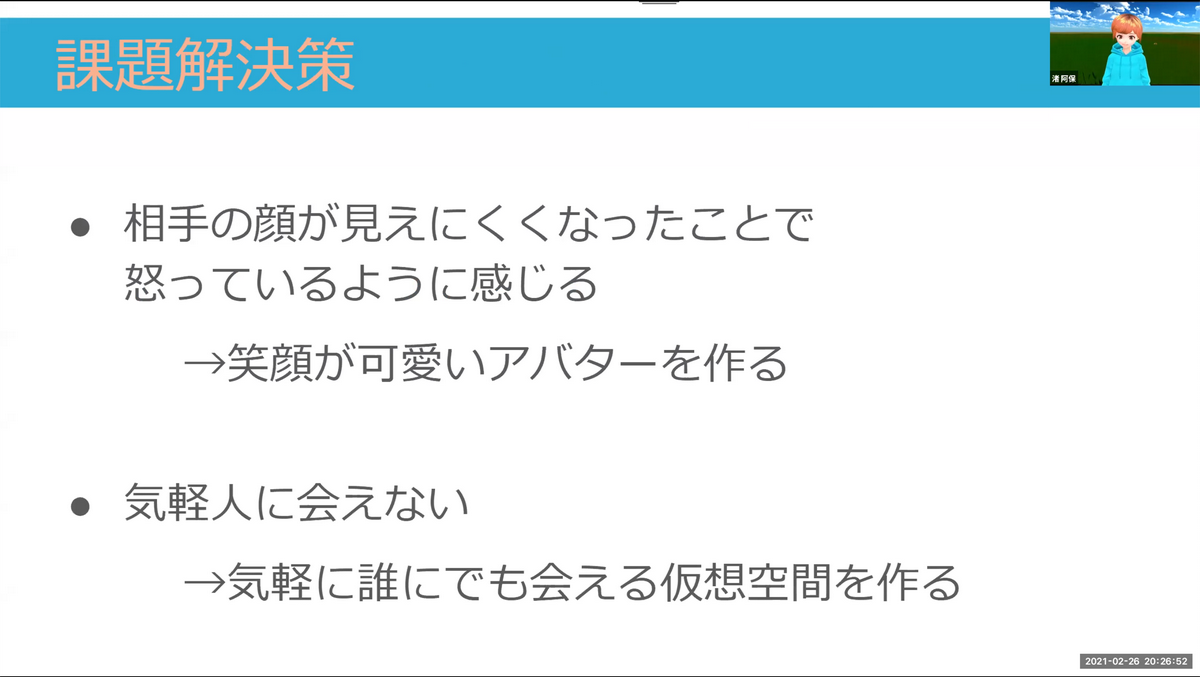 課題解決策
渚 阿保
● 相手の顔が見えにくくなったことで
怒っているように感じる
→笑顔が可愛いアバターを作る
● 気軽人に会えない
→気軽に誰にでも会える仮想空間を作る
2021-02-26 20:26:52